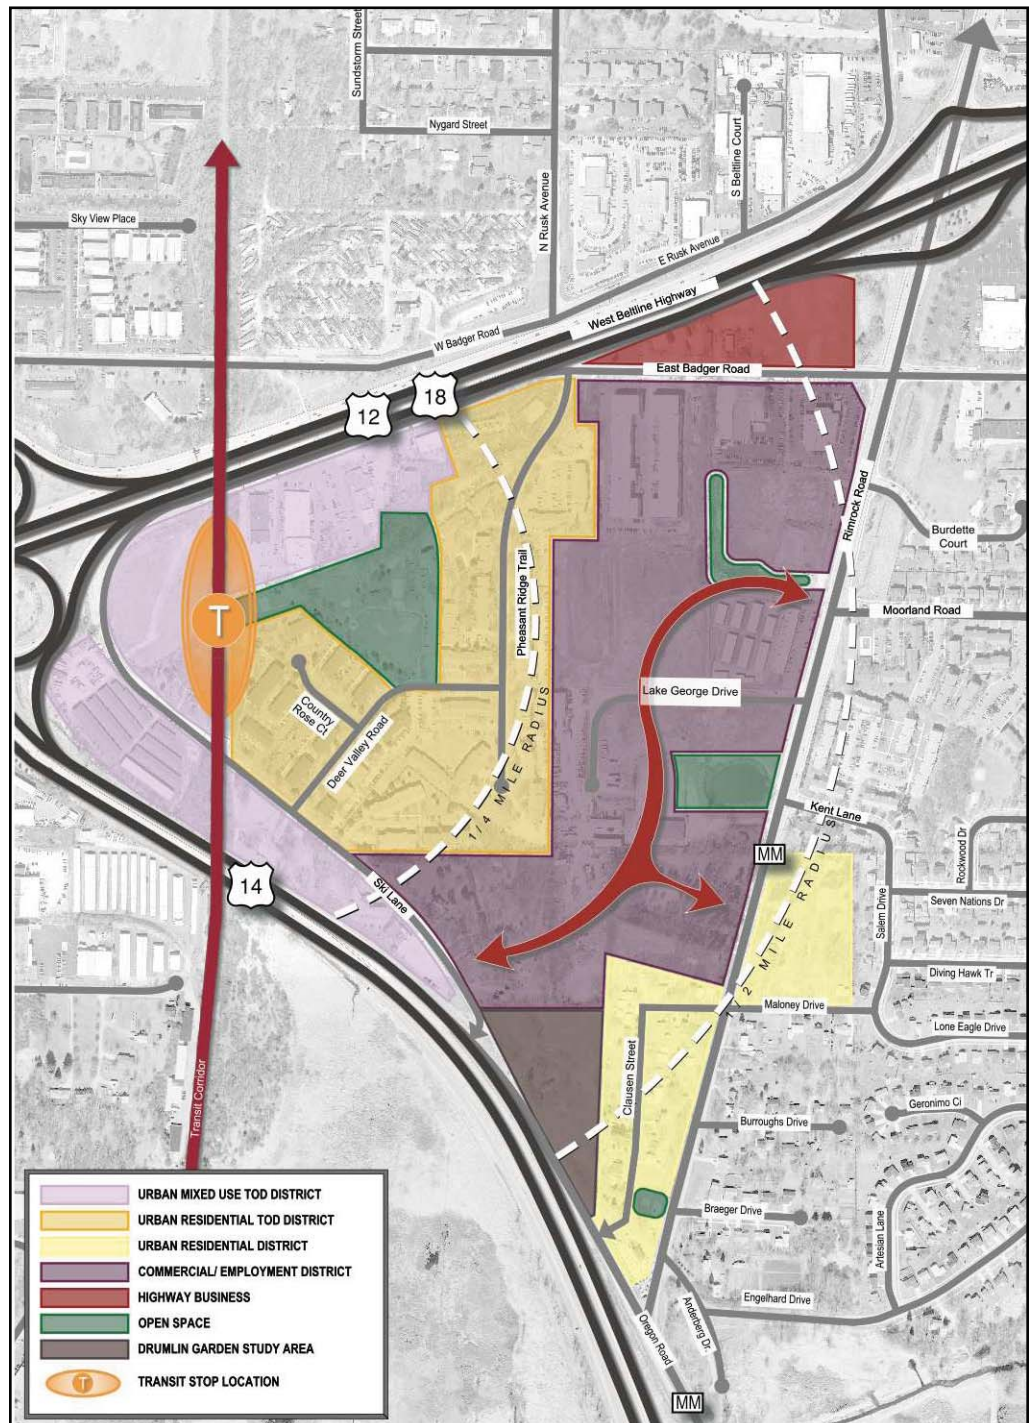 Sundstorm Street
Nygard Street
S Beltline Court
N Rusk Avenue
Sky View Place
E Rusk Avenue
West Beltline Highway
W Badger Road
East Badger Road
18
12
Rimrock Road
Burdette
Court
Moorland Road
Pheasant Ridge Trail
T
Country
Rose Ct
Deer Valley Road
Lake George Drive
1/4 MILE RADIUS
Kent Lane
MM
Rockwood Dr
14
Ski Lane
Salem Drive
Seven Nations Dr
1/2 MILE RADIUS
Diving Hawk Tr
Maloney Drive
Lone Eagle Drive
Clausen Street
Geronimo Ci
Burroughs Drive
Transit Corridor
Braeger Drive
Artesian Lane
Engelhard Drive
Anderberg Dr.
Oregon Road
MM
URBAN MIXED USE TOD DISTRICT
URBAN RESIDENTIAL TOD DISTRICT
URBAN RESIDENTIAL DISTRICT
COMMERCIAL/ EMPLOYMENT DISTRICT
HIGHWAY BUSINESS
OPEN SPACE
DRUMLIN GARDEN STUDY AREA
T
TRANSIT STOP LOCATION